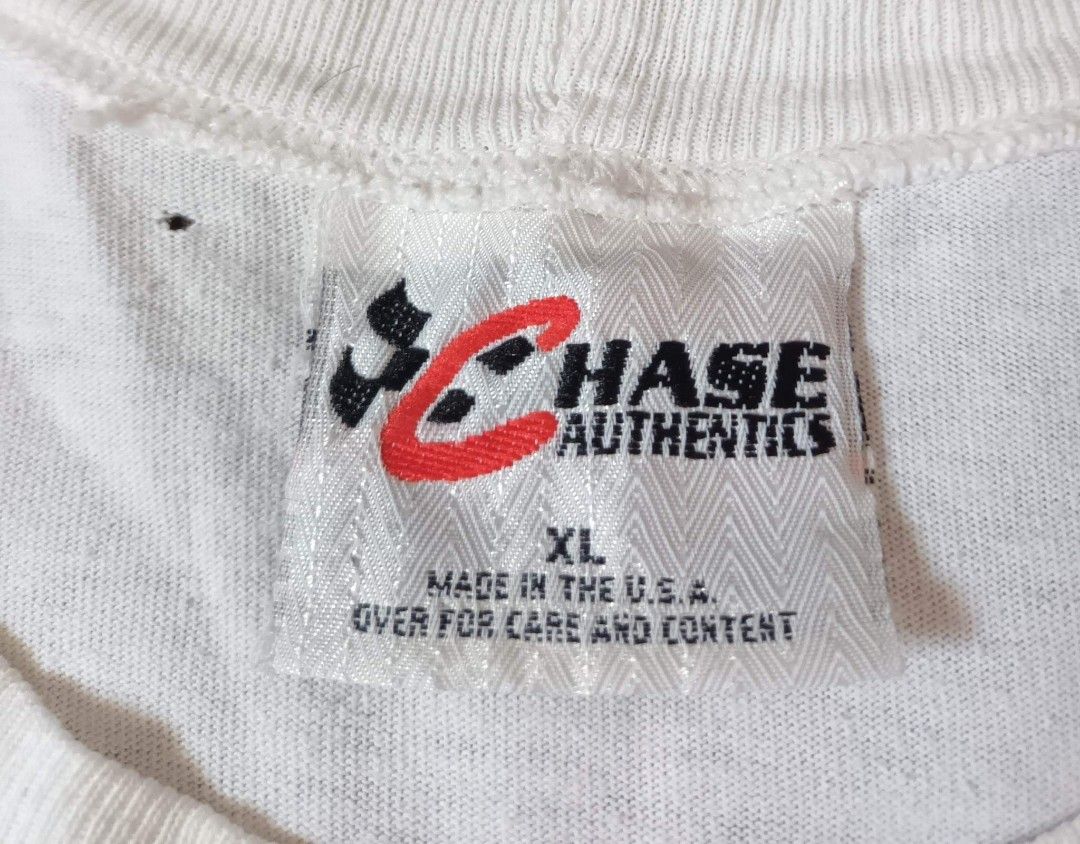 CHASE
AUTHENTICS
XL
MADE IN THE U.S.A.
OVER FOR CARE AND CONTENT